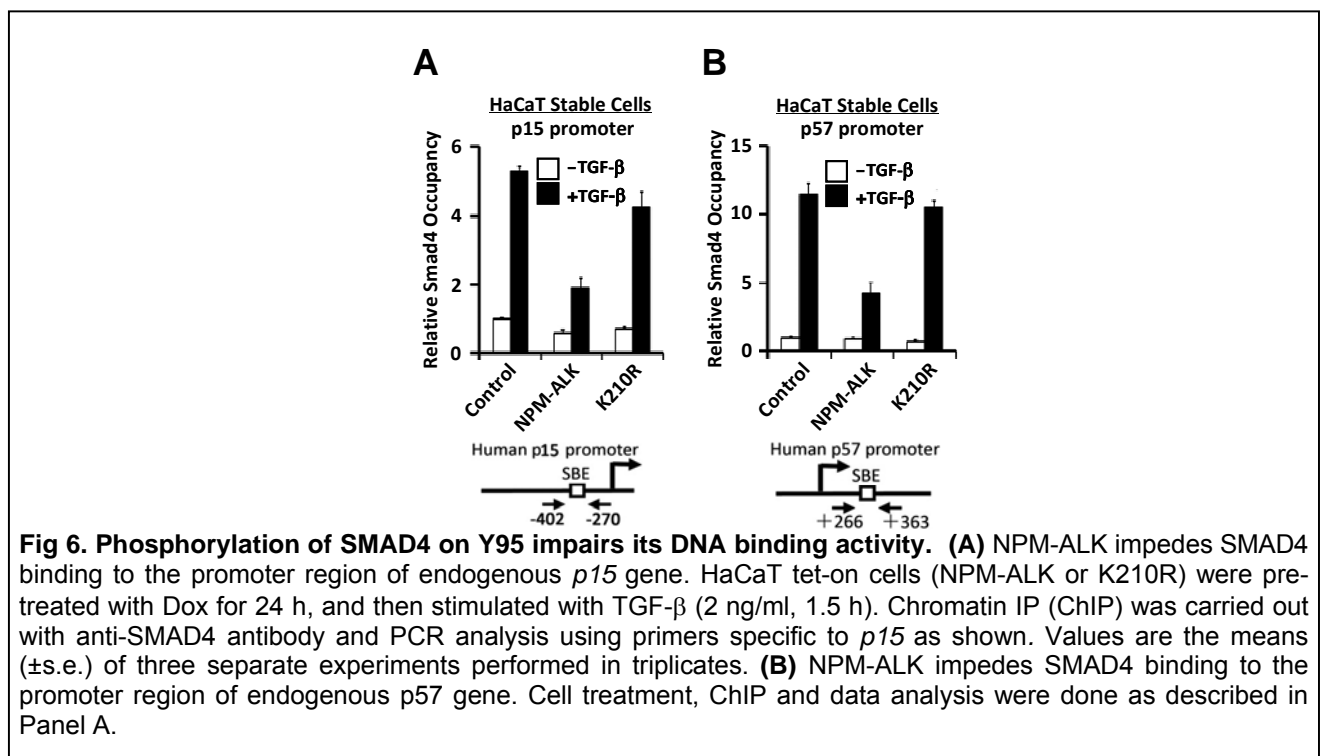 A
HaCaT Stable Cells
p15 promoter
Relative Smad4 Occupancy
6
4
2
0
–TGF-β
+TGF-β
Control
NPM-ALK
K210R
Human p15 promoter
SBE
-402
-270
B
HaCaT Stable Cells
p57 promoter
Relative Smad4 Occupancy
15
10
5
0
–TGF-β
+TGF-β
Control
NPM-ALK
K210R
Human p57 promoter
SBE
+266
+363
Fig 6. Phosphorylation of SMAD4 on Y95 impairs its DNA binding activity. (A) NPM-ALK impedes SMAD4
binding to the promoter region of endogenous p15 gene. HaCaT tet-on cells (NPM-ALK or K210R) were pre-
treated with Dox for 24 h, and then stimulated with TGF-β (2 ng/ml, 1.5 h). Chromatin IP (ChIP) was carried out
with anti-SMAD4 antibody and PCR analysis using primers specific to p15 as shown. Values are the means
(±s.e.) of three separate experiments performed in triplicates. (B) NPM-ALK impedes SMAD4 binding to the
promoter region of endogenous p57 gene. Cell treatment, ChIP and data analysis were done as described in
Panel A.